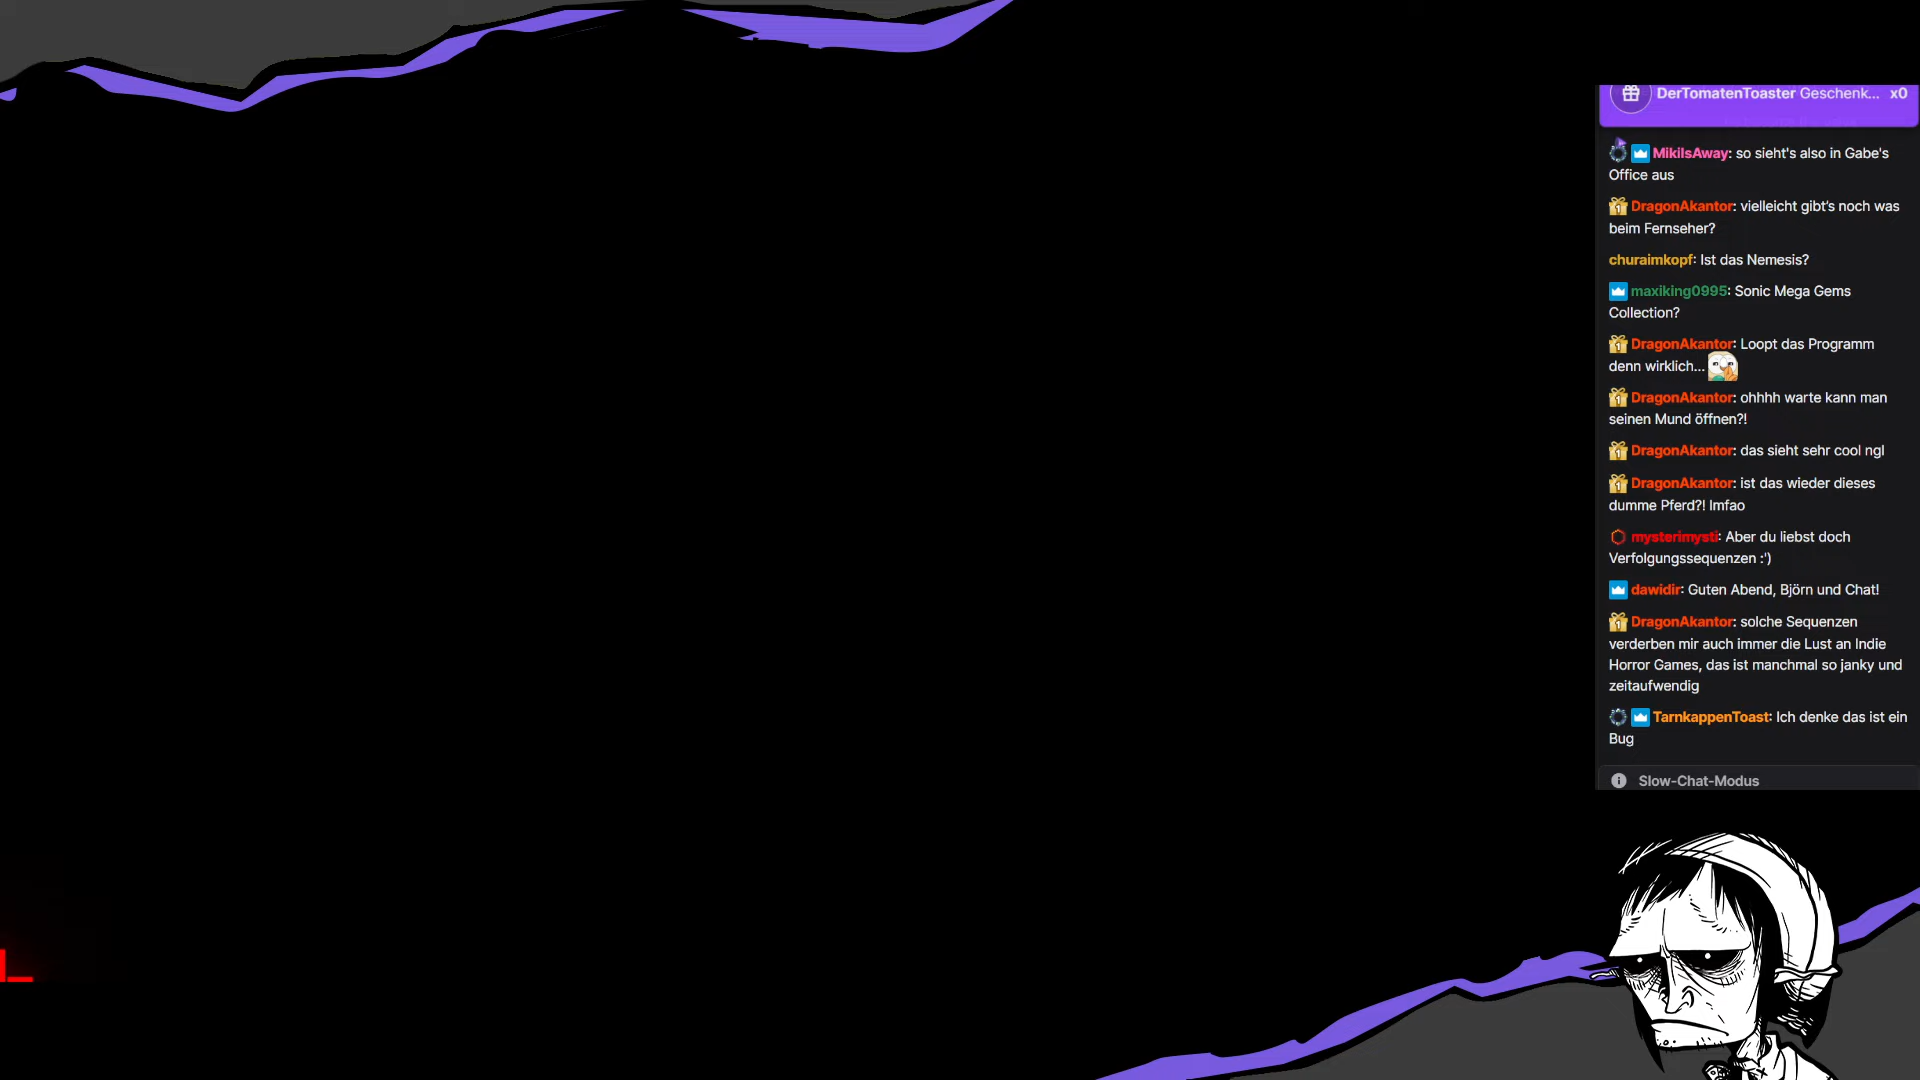 DerTomatenToaster Geschenk... x0
MikiIsAway: so sieht's also in Gabe's
Office aus
DragonAkantor: vielleicht gibt's noch was
beim Fernseher?
churaimkopf: Ist das Nemesis?
maxiking0995: Sonic Mega Gems
Collection?
DragonAkantor: Loopt das Programm
denn wirklich...
DragonAkantor: ohhhh warte kann man
seinen Mund öffnen?!
DragonAkantor: das sieht sehr cool ngl
DragonAkantor: ist das wieder dieses
dumme Pferd?! lmfao
mysterimysti: Aber du liebst doch
Verfolgungssequenzen :')
dawidir: Guten Abend, Björn und Chat!
DragonAkantor: solche Sequenzen
verderben mir auch immer die Lust an Indie
Horror Games, das ist manchmal so janky und
zeitaufwendig
TarnkappenToast: Ich denke das ist ein
Bug
Slow-Chat-Modus